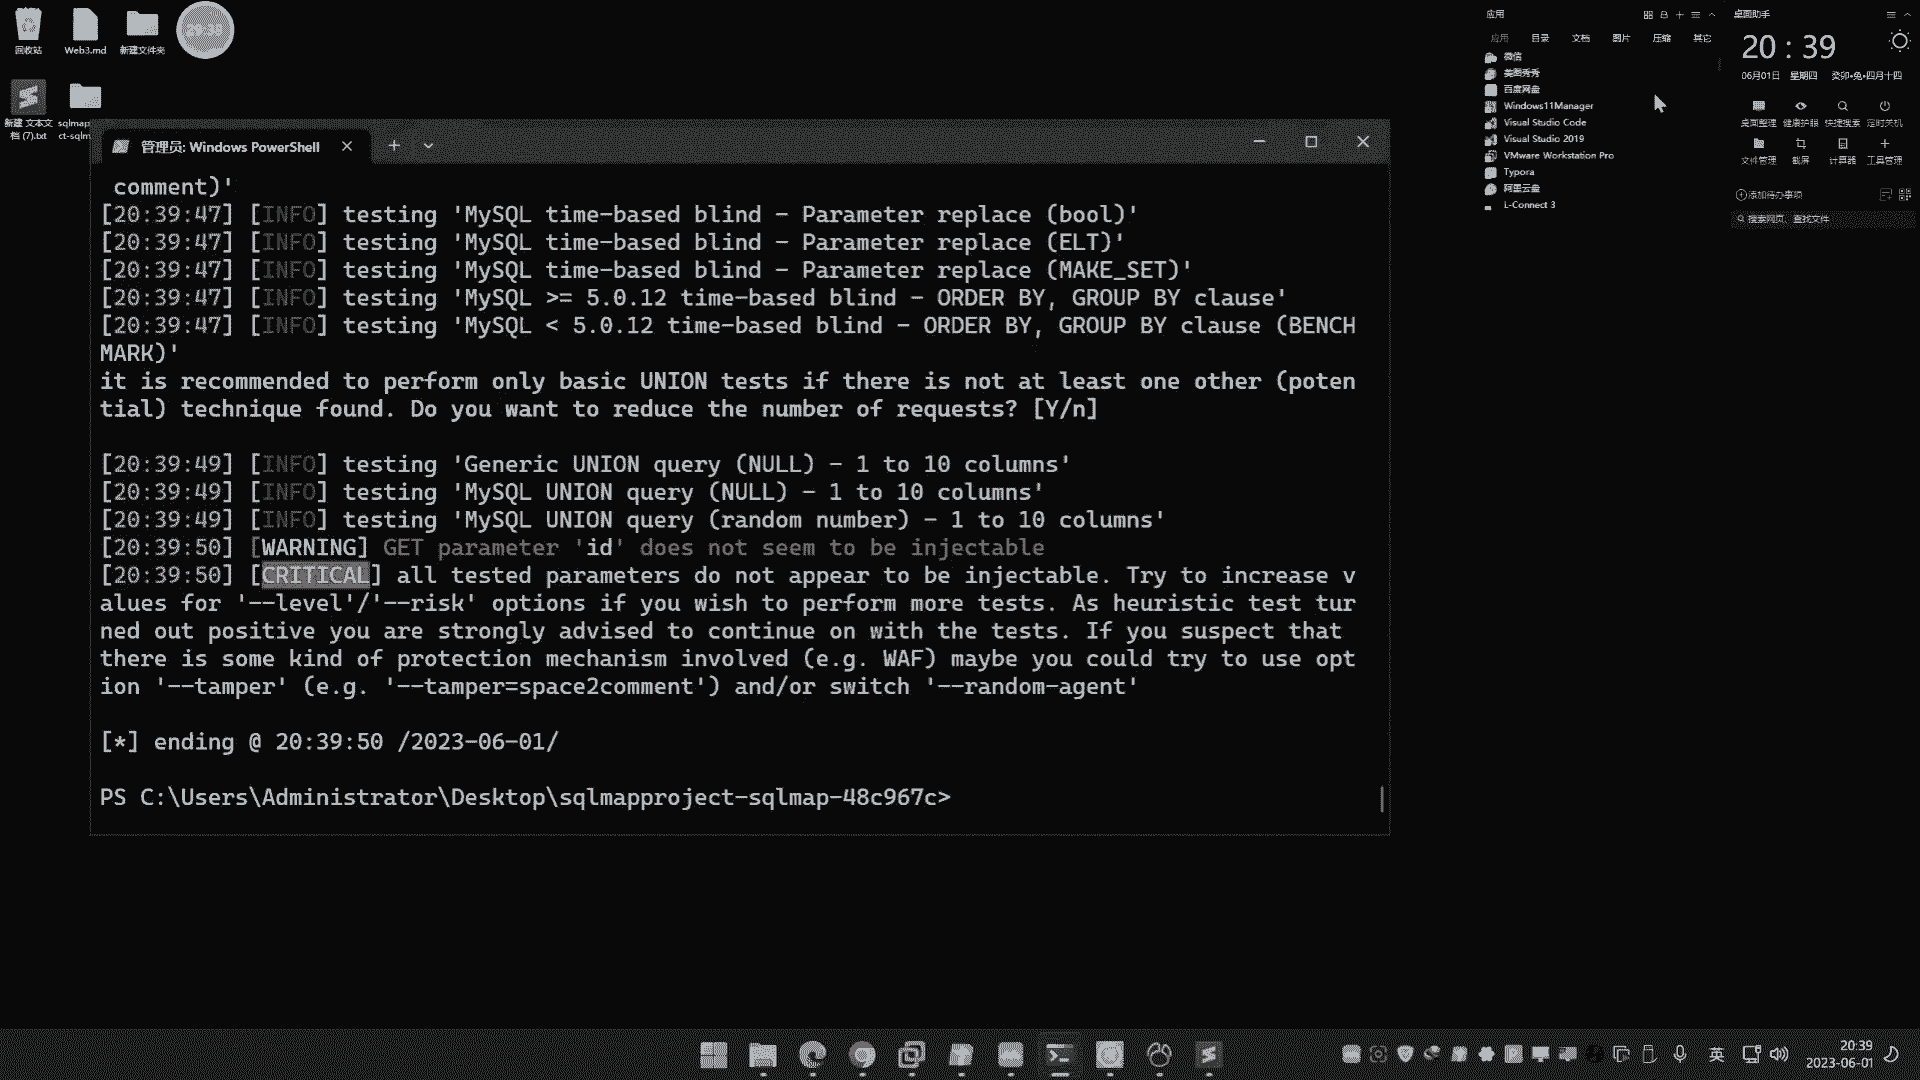 回收站
Web3.md
新建文件夹
20:39
新建 文本文
档 (7).txt
sqlmap
ct-sqlm
管理员: Windows PowerShell
comment)'
[20:39:47] [INFO] testing 'MySQL time-based blind - Parameter replace (bool)'
[20:39:47] [INFO] testing 'MySQL time-based blind - Parameter replace (ELT)'
[20:39:47] [INFO] testing 'MySQL time-based blind - Parameter replace (MAKE_SET)'
[20:39:47] [INFO] testing 'MySQL >= 5.0.12 time-based blind - ORDER BY, GROUP BY clause'
[20:39:47] [INFO] testing 'MySQL < 5.0.12 time-based blind - ORDER BY, GROUP BY clause (BENCH
MARK)'
it is recommended to perform only basic UNION tests if there is not at least one other (poten
tial) technique found. Do you want to reduce the number of requests? [Y/n]
[20:39:49] [INFO] testing 'Generic UNION query (NULL) - 1 to 10 columns'
[20:39:49] [INFO] testing 'MySQL UNION query (NULL) - 1 to 10 columns'
[20:39:49] [INFO] testing 'MySQL UNION query (random number) - 1 to 10 columns'
[20:39:50] [WARNING] GET parameter 'id' does not seem to be injectable
[20:39:50] [CRITICAL] all tested parameters do not appear to be injectable. Try to increase v
alues for '--level'/'--risk' options if you wish to perform more tests. As heuristic test tur
ned out positive you are strongly advised to continue on with the tests. If you suspect that
there is some kind of protection mechanism involved (e.g. WAF) maybe you could try to use opt
ion '--tamper' (e.g. '--tamper=space2comment') and/or switch '--random-agent'
[*] ending @ 20:39:50 /2023-06-01/
PS C:\Users\Administrator\Desktop\sqlmapproject-sqlmap-48c967c>
应用
应用 目录 文档 图片 压缩 其它
微信
美图秀秀
百度网盘
Windows11Manager
Visual Studio Code
Visual Studio 2019
VMware Workstation Pro
Typora
阿里云盘
L-Connect 3
桌面助手
20 : 39
06月01日 星期四 癸卯•兔•四月十四
桌面整理 健康护眼 快捷搜索 定时关机
文件管理 截屏 计算器 工具管理
添加待办事项
搜索网页、查找文件
英
20:39
2023-06-01